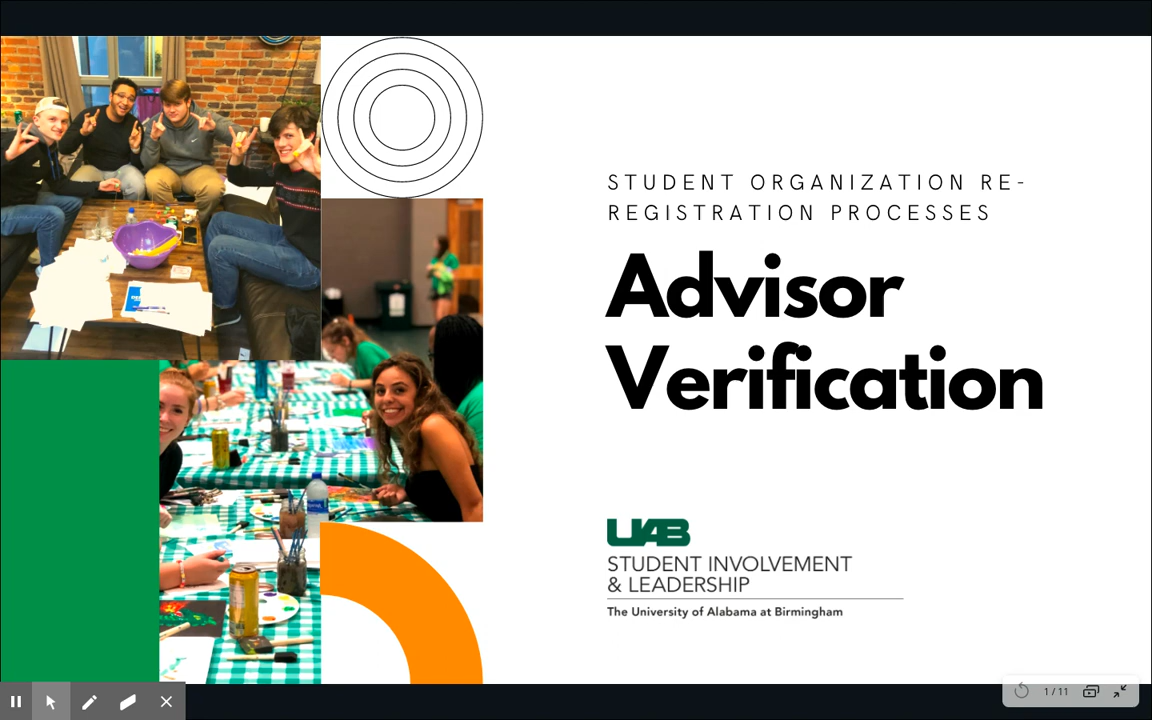 STUDENT ORGANIZATION RE-
REGISTRATION PROCESSES
Advisor
Verification
UAB
STUDENT INVOLVEMENT
& LEADERSHIP
The University of Alabama at Birmingham
1 / 11